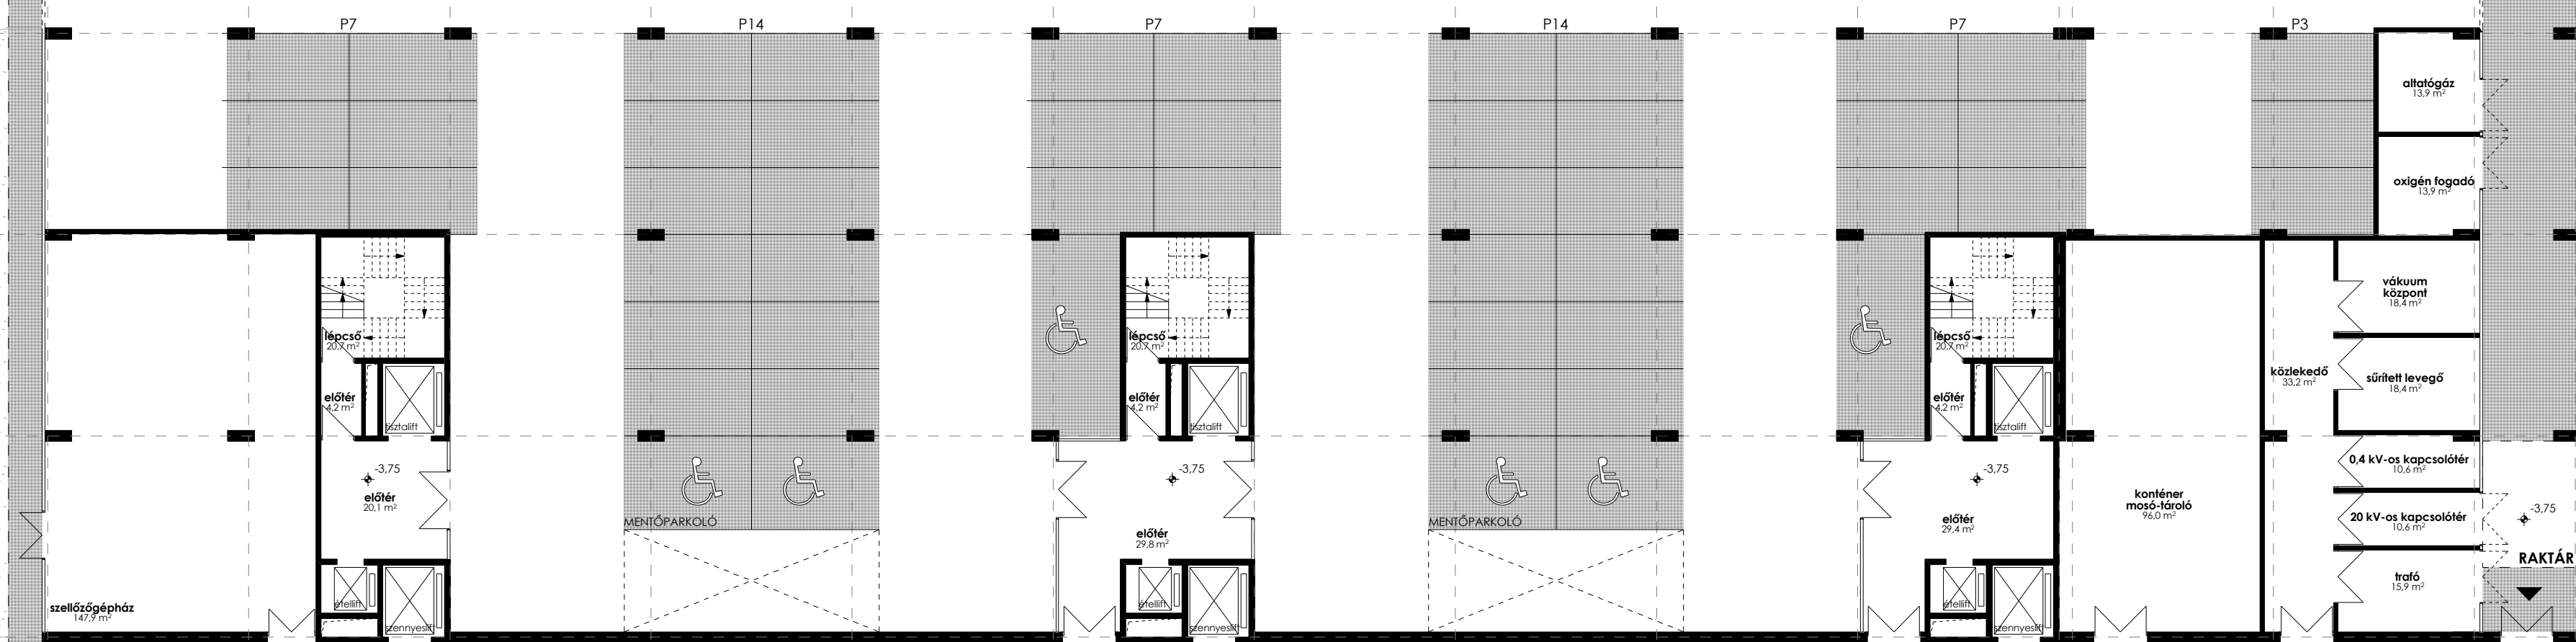 P7
P14
P7
P14
P7
P3
altatógáz
13,9 m²
oxigén fogadó
13,9 m²
vákuum
központ
18,4 m²
lépcső
20,7 m²
lépcső
20,7 m²
lépcső
20,7 m²
közlekedő
33,2 m²
sűrített levegő
18,4 m²
előtér
4,2 m²
előtér
4,2 m²
előtér
4,2 m²
tisztalift
tisztalift
tisztalift
-3,75
-3,75
-3,75
0,4 kV-os kapcsolótér
10,6 m²
előtér
20,1 m²
konténer
mosó-tároló
96,0 m²
20 kV-os kapcsolótér
10,6 m²
-3,75
MENTŐPARKOLÓ
MENTŐPARKOLÓ
előtér
29,8 m²
előtér
29,4 m²
RAKTÁR
trafó
15,9 m²
szellőzőgépház
147,9 m²
étellift
étellift
étellift
szennyeslift
szennyeslift
szennyeslift